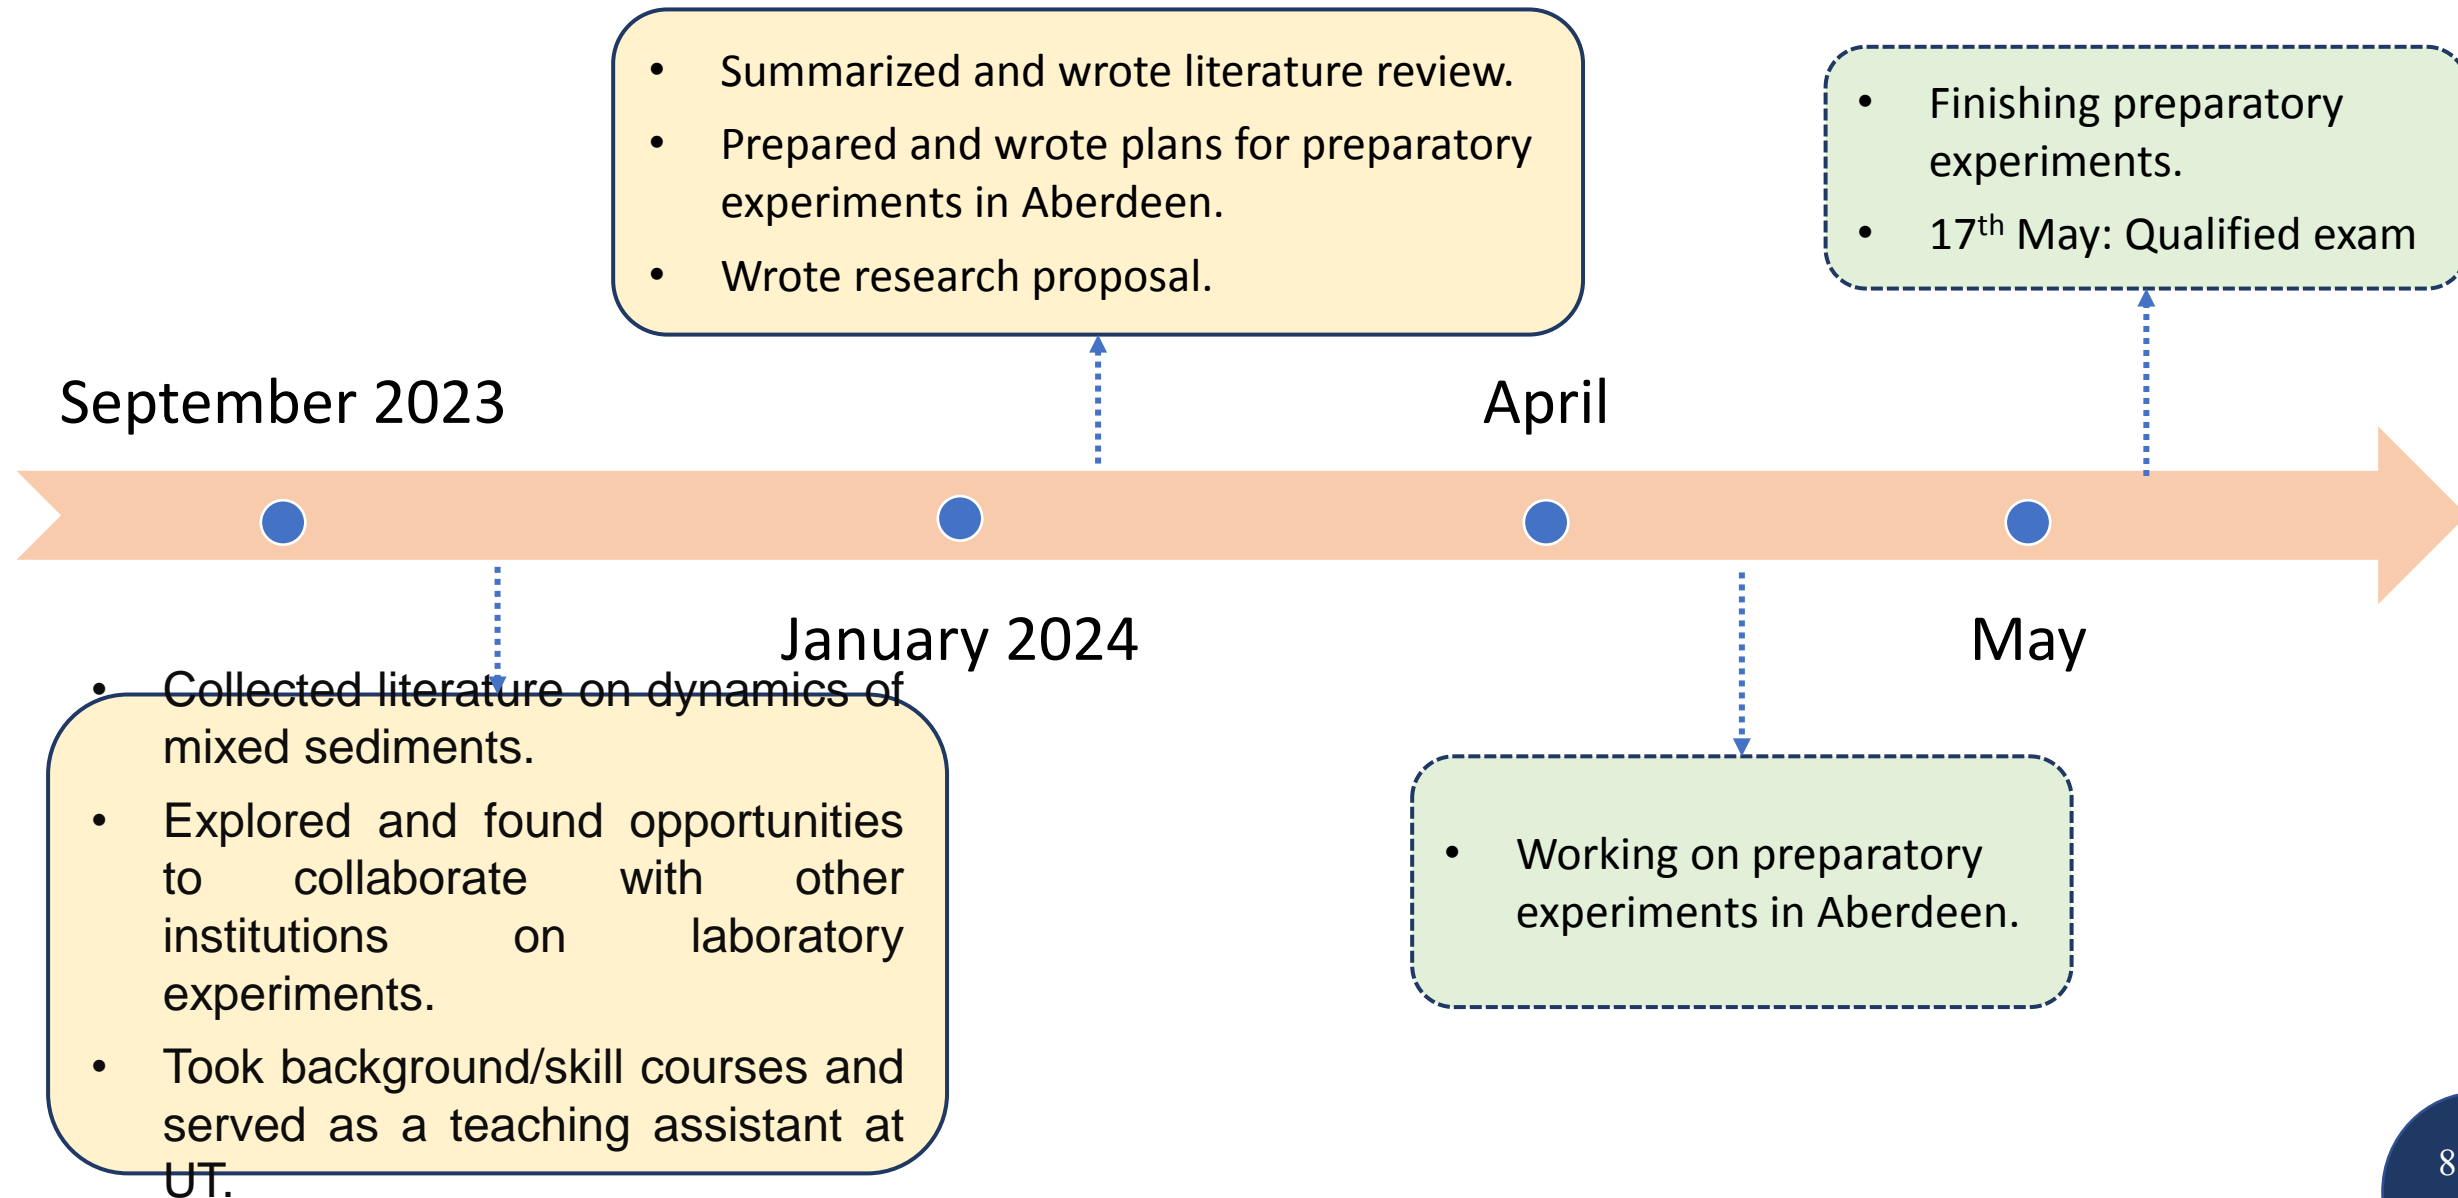 • Summarized and wrote literature review.
• Prepared and wrote plans for preparatory
experiments in Aberdeen.
• Wrote research proposal.
• Finishing preparatory
experiments.
• 17th May: Qualified exam
September 2023
April
January 2024
May
• Collected literature on dynamics of
mixed sediments.
• Explored and found opportunities
to collaborate with other
institutions on laboratory
experiments.
• Took background/skill courses and
served as a teaching assistant at
UT.
• Working on preparatory
experiments in Aberdeen.
8